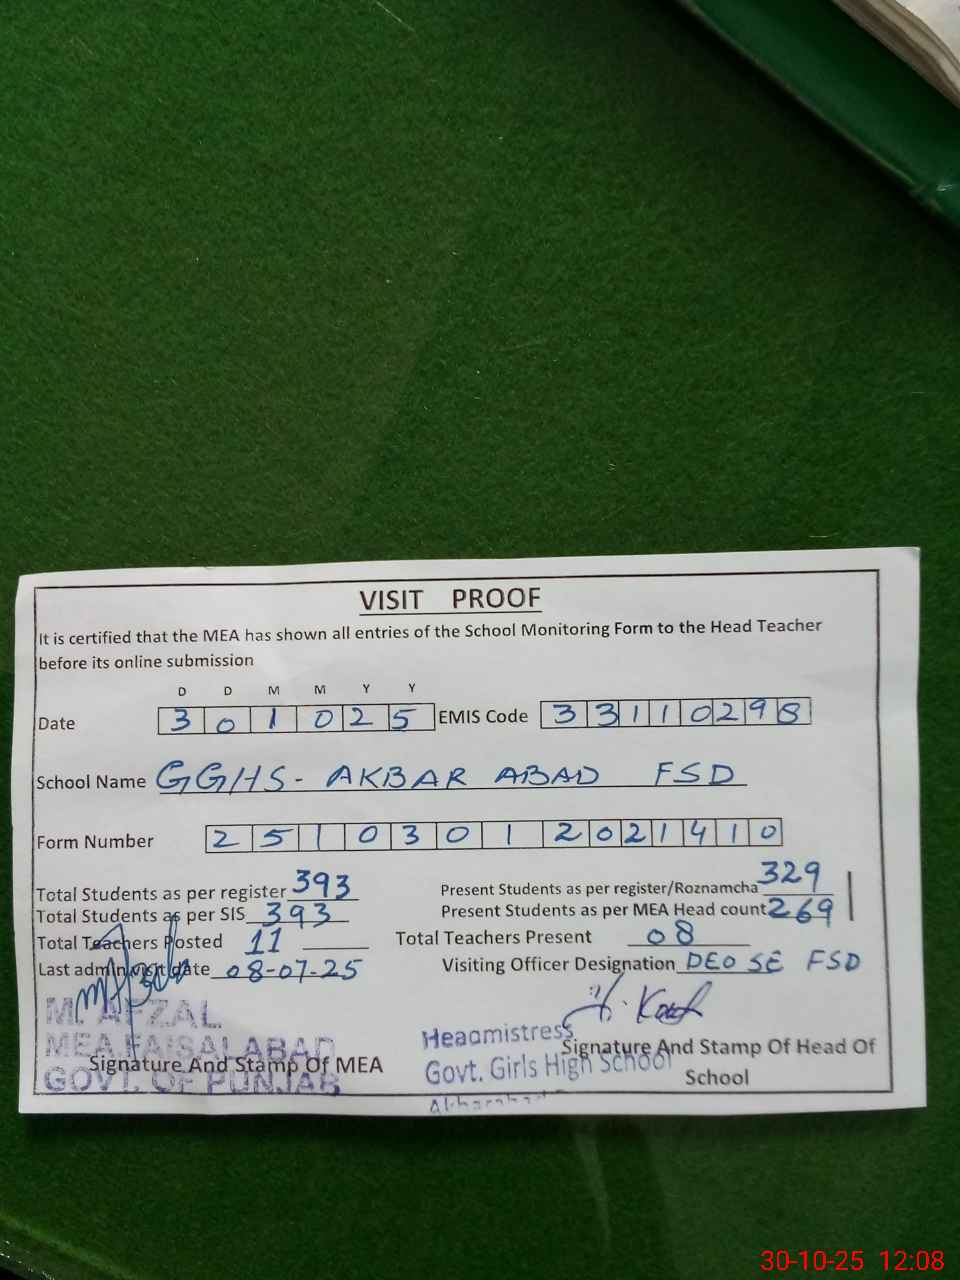 VISIT PROOF
It is certified that the MEA has shown all entries of the School Monitoring Form to the Head Teacher
before its online submission
D D M M Y Y
Date 3 0 1 0 2 5 EMIS Code 3 3 1 1 0 2 9 8
School Name GGHS - AKBAR ABAD FSD
Form Number 2 5 1 0 3 0 1 2 0 2 1 4 1 0
Total Students as per register 393 Present Students as per register/Roznamcha 329
Total Students as per SIS 393 Present Students as per MEA Head count 269
Total Teachers Posted 11 Total Teachers Present 08
Last admin visit date 08-07-25 Visiting Officer Designation DEO SE FSD
M. AFZAL
MEA FAISALABAD
GOVT. OF PUNJAB
Signature And Stamp Of MEA
Headmistress
Govt. Girls High School
Signature And Stamp Of Head Of
School
30-10-25 12:08